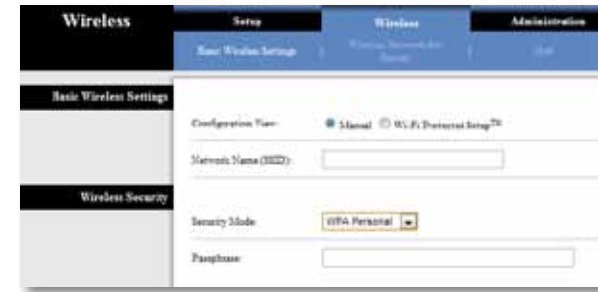 Wireless
Setup
Wireless
Administration
Basic Wireless Settings
Basic Wireless Settings
Configuration View:
Manual
Wi-Fi Protected Setup™
Network Name (SSID):
Wireless Security
Security Mode:
WPA Personal
Passphrase: